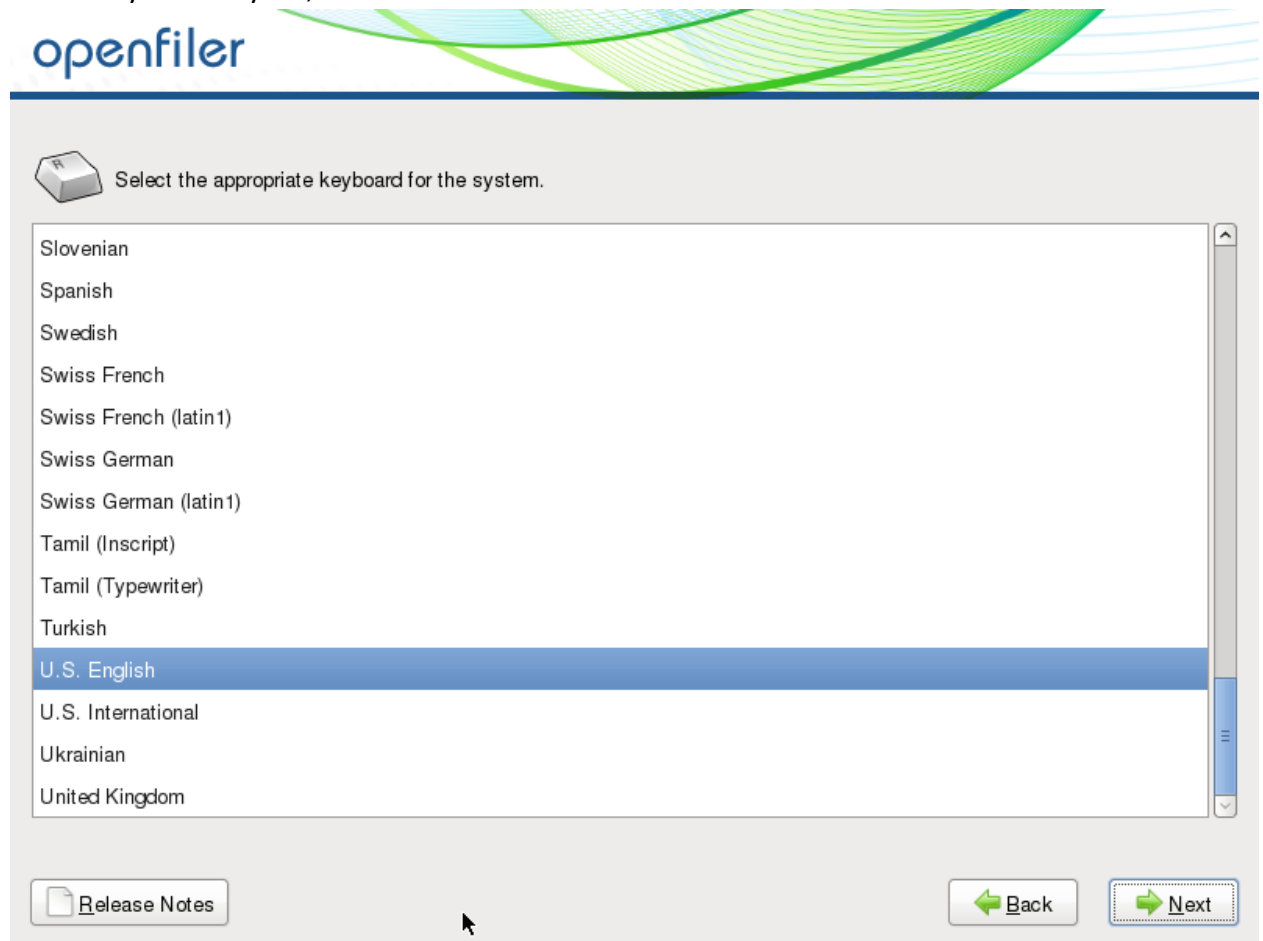 openfiler
R
Select the appropriate keyboard for the system.
Slovenian
Spanish
Swedish
Swiss French
Swiss French (latin1)
Swiss German
Swiss German (latin1)
Tamil (Inscript)
Tamil (Typewriter)
Turkish
U.S. English
U.S. International
Ukrainian
United Kingdom
Release Notes
Back
Next